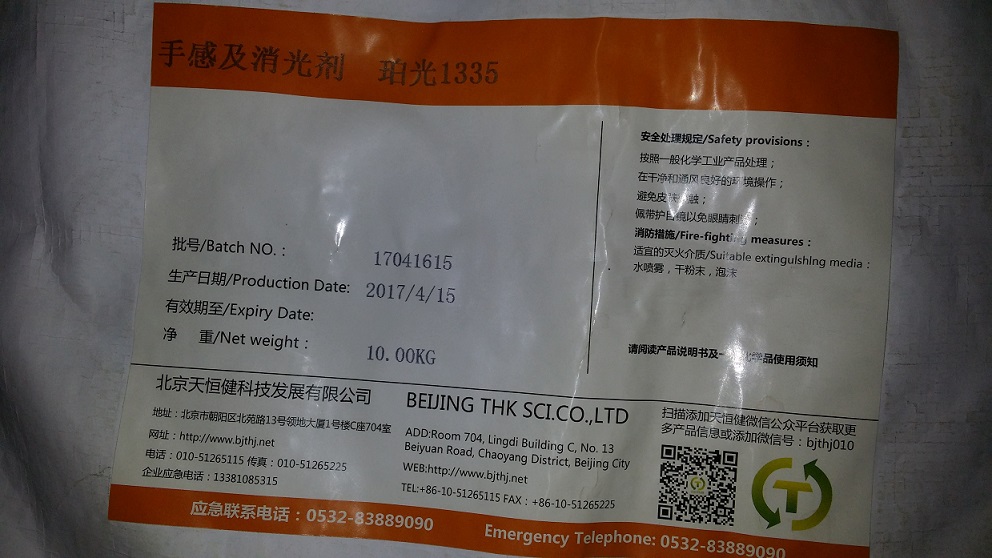 手感及消光剂 珀光1335
批号/Batch NO.： 17041615
生产日期/Production Date: 2017/4/15
有效期至/Expiry Date:
净 重/Net weight： 10.00KG
安全处理规定/Safety provisions：
按照一般化学工业产品处理；
在干净和通风良好的环境操作；
避免皮肤接触；
佩带护目镜以免眼睛刺激；
消防措施/Fire-fighting measures：
适宜的灭火介质/Suitable extinguishlng media：
水喷雾，干粉末，泡沫
请阅读产品说明书及一 品使用须知
北京天恒健科技发展有限公司
地址：北京市朝阳区北苑路13号领地大厦1号楼C座704室
网址：http://www.bjthj.net
电话：010-51265115 传真：010-51265225
企业应急电话：13381085315
BEIJING THK SCI.CO.,LTD
ADD:Room 704, Lingdi Building C, No. 13
Beiyuan Road, Chaoyang District, Beijing City
WEB:http://www.bjthj.net
TEL:+86-10-51265115 FAX：+86-10-51265225
扫描添加天恒健微信公众平台获取更
多产品信息或添加微信号：bjthj010
应急联系电话：0532-83889090
Emergency Telephone: 0532-83889090